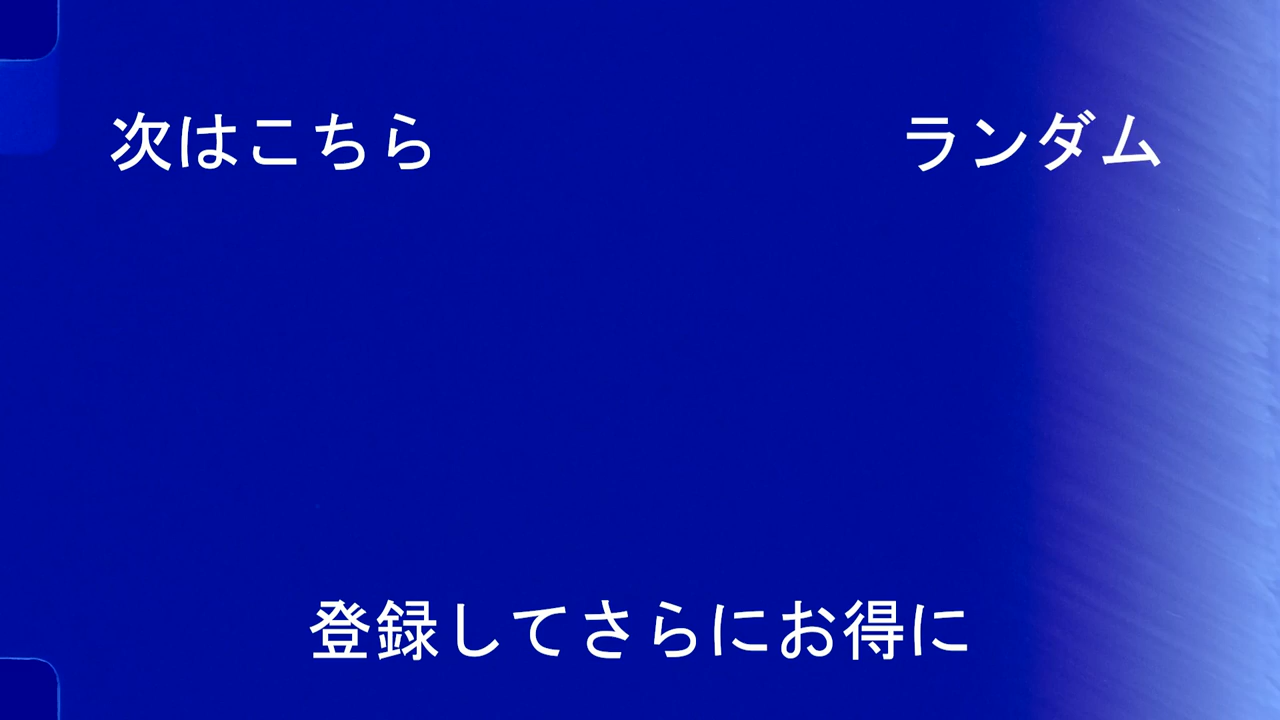 次はこちら
ランダム
登録してさらにお得に